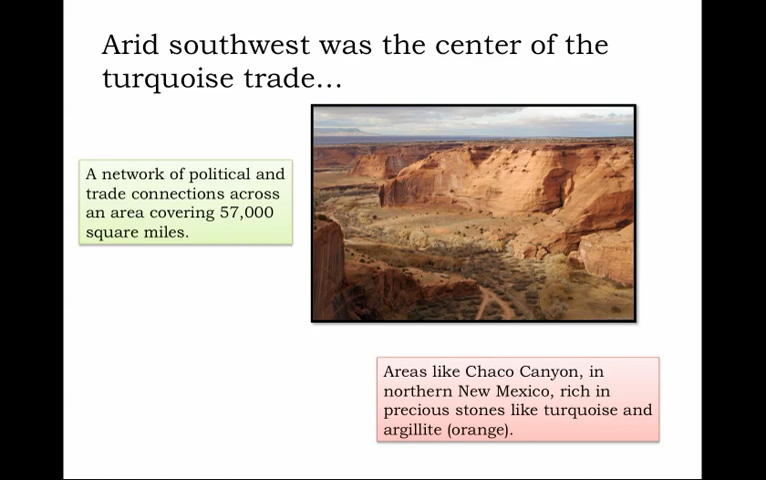 Arid southwest was the center of the
turquoise trade…
A network of political and
trade connections across
an area covering 57,000
square miles.
Areas like Chaco Canyon, in
northern New Mexico, rich in
precious stones like turquoise and
argillite (orange).